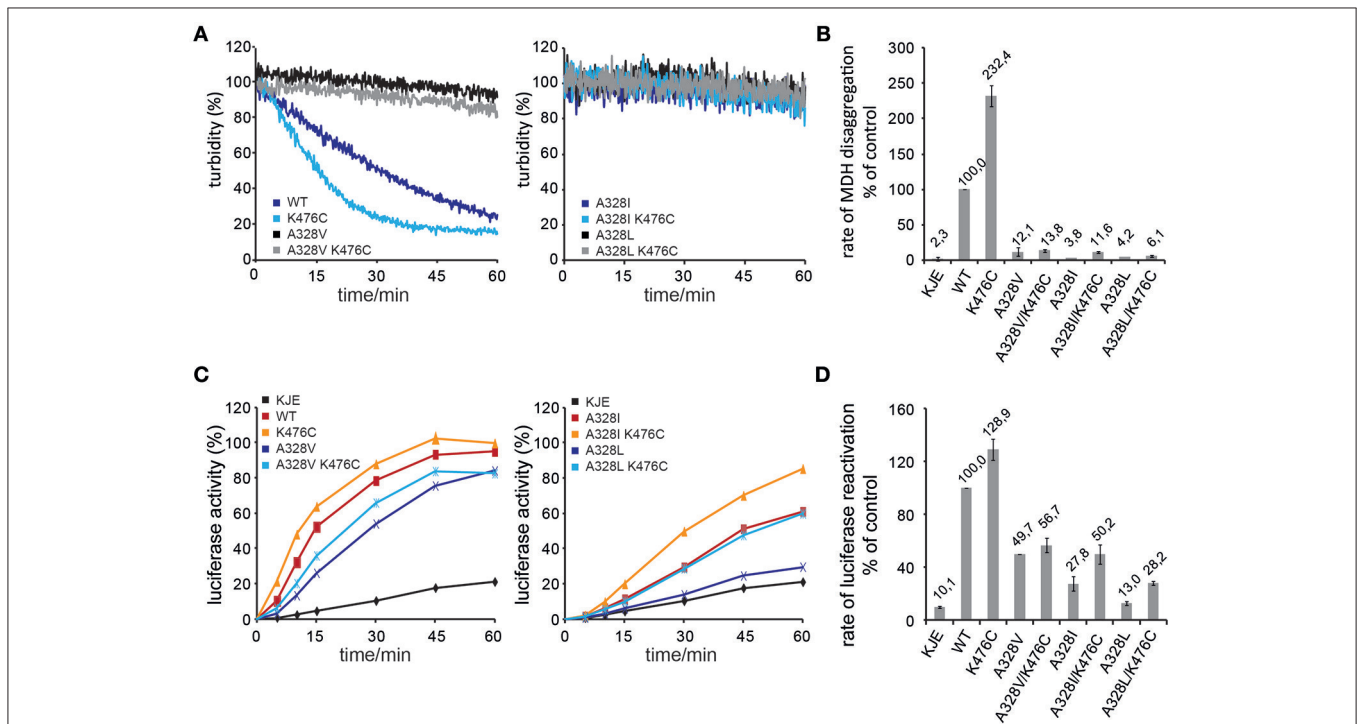 A
120
100
80
60
40
20
0
turbidity (%)
WT
K476C
A328V
A328V K476C
0 15 30 45 60
time/min
120
100
80
60
40
20
0
turbidity (%)
A328I
A328I K476C
A328L
A328L K476C
0 15 30 45 60
time/min
B
300
250
200
150
100
50
0
rate of MDH disaggregation
% of control
2,3
100,0
232,4
12,1
13,8
3,8
11,6
4,2
6,1
KJE
WT
K476C
A328V
A328V/K476C
A328I
A328I/K476C
A328L
A328L/K476C
C
120
100
80
60
40
20
0
luciferase activity (%)
KJE
WT
K476C
A328V
A328V K476C
0 15 30 45 60
time/min
120
100
80
60
40
20
0
luciferase activity (%)
KJE
A328I
A328I K476C
A328L
A328L K476C
0 15 30 45 60
time/min
D
160
120
80
40
0
rate of luciferase reactivation
% of control
10,1
100,0
128,9
49,7
56,7
27,8
50,2
13,0
28,2
KJE
WT
K476C
A328V
A328V/K476C
A328I
A328I/K476C
A328L
A328L/K476C